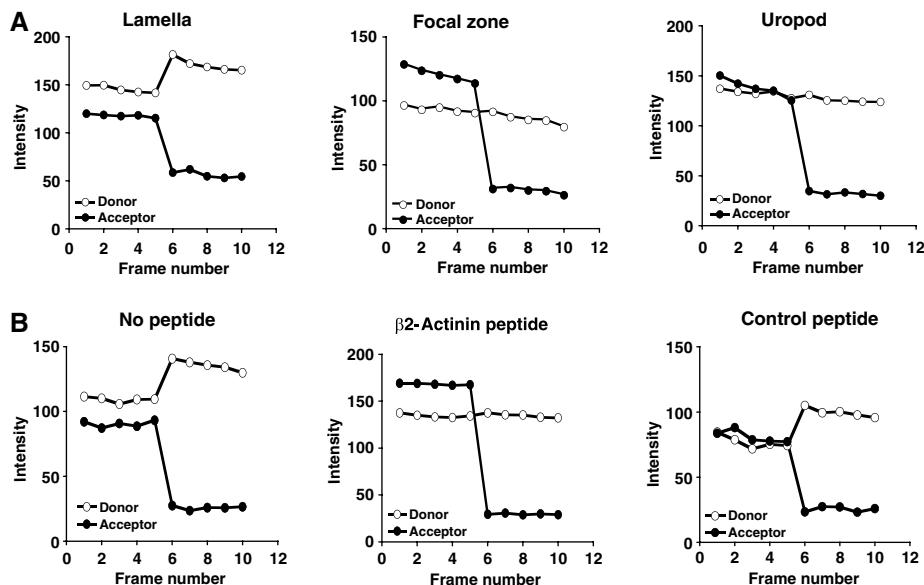 A
Lamella
Focal zone
Uropod
200
150
100
50
0
Intensity
Donor
Acceptor
0 2 4 6 8 10 12
Frame number
150
100
50
0
Intensity
Donor
Acceptor
0 2 4 6 8 10 12
Frame number
200
150
100
50
0
Intensity
Donor
Acceptor
0 2 4 6 8 10 12
Frame number
B
No peptide
β2-Actinin peptide
Control peptide
150
100
50
0
Intensity
Donor
Acceptor
0 2 4 6 8 10 12
Frame number
200
150
100
50
0
Intensity
Donor
Acceptor
0 2 4 6 8 10 12
Frame number
150
100
50
0
Intensity
Donor
Acceptor
0 2 4 6 8 10 12
Frame number